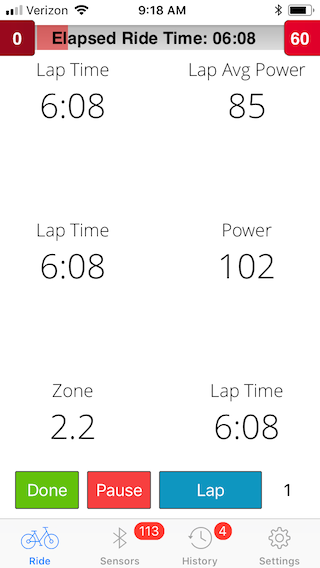 Verizon 9:18 AM
0 Elapsed Ride Time: 06:08 60
Lap Time Lap Avg Power
6:08 85
Lap Time Power
6:08 102
Zone Lap Time
2.2 6:08
Done Pause Lap 1
113 4
Ride Sensors History Settings